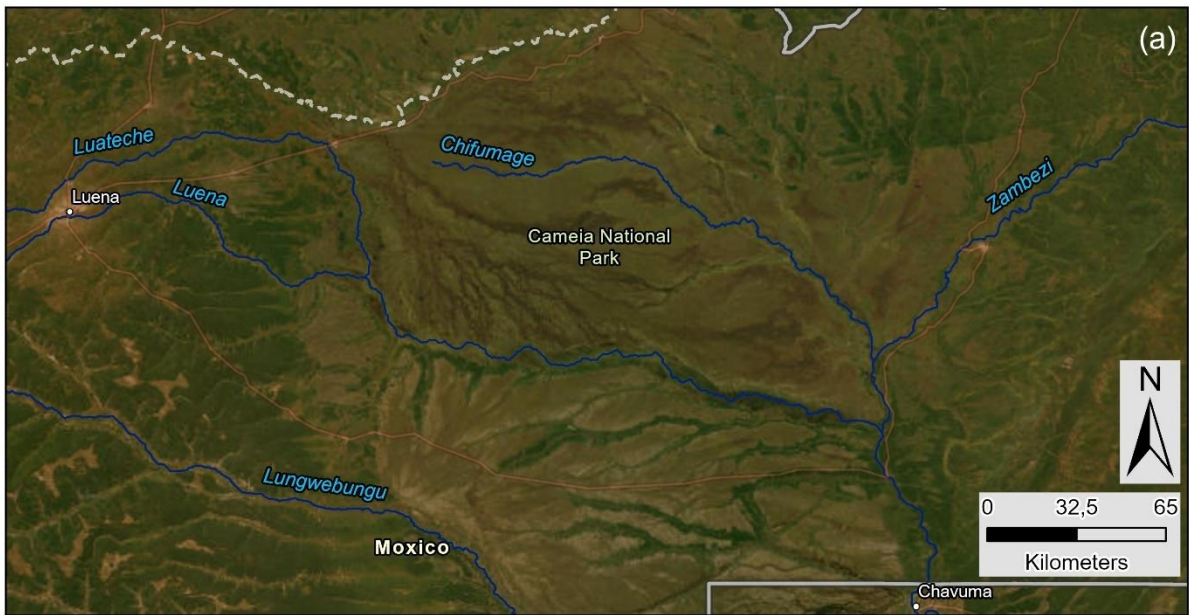 (a)
Luateche
Chifumage
Zambezi
Luena
Luena
Cameia National
Park
N
Lungwebungu
Moxico
0 32,5 65
Kilometers
Chavuma